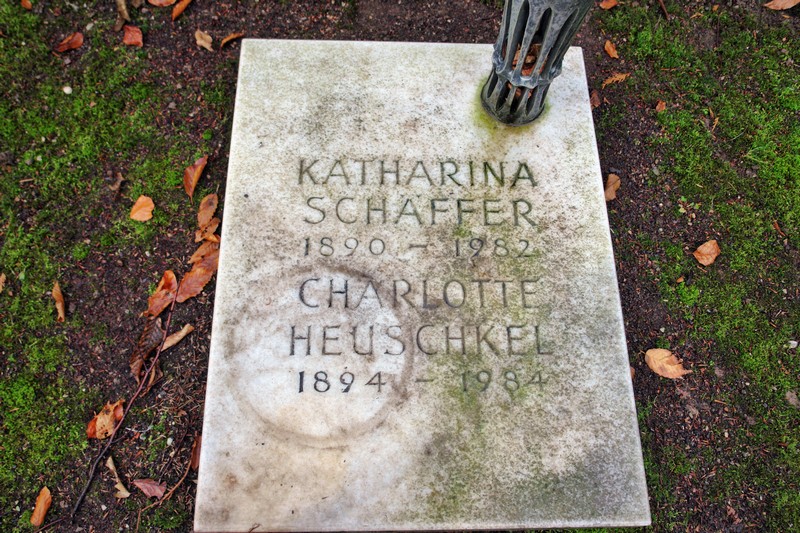 KATHARINA
SCHAFFER
1890 - 1982
CHARLOTTE
HEUSCHKEL
1894 - 1984